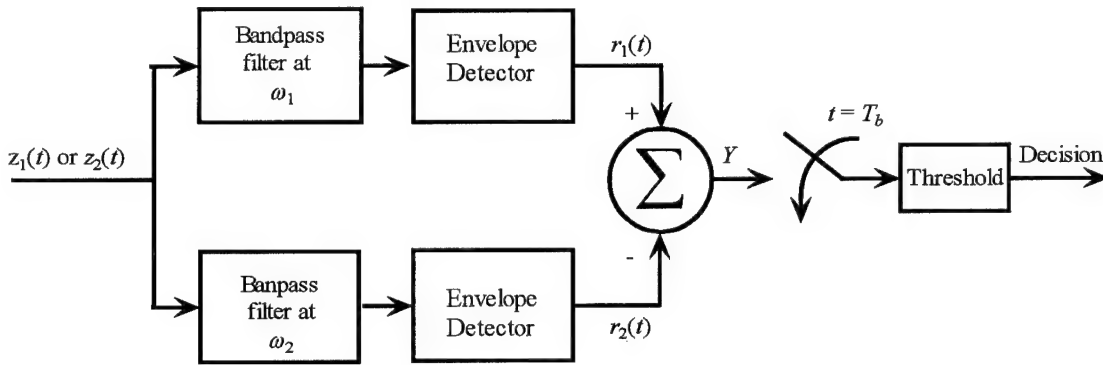 Bandpass
filter at
ω₁
Envelope
Detector
r₁(t)
+
t = T_b
z₁(t) or z₂(t)
Σ
Y
Threshold
Decision
-
Banpass
filter at
ω₂
Envelope
Detector
r₂(t)